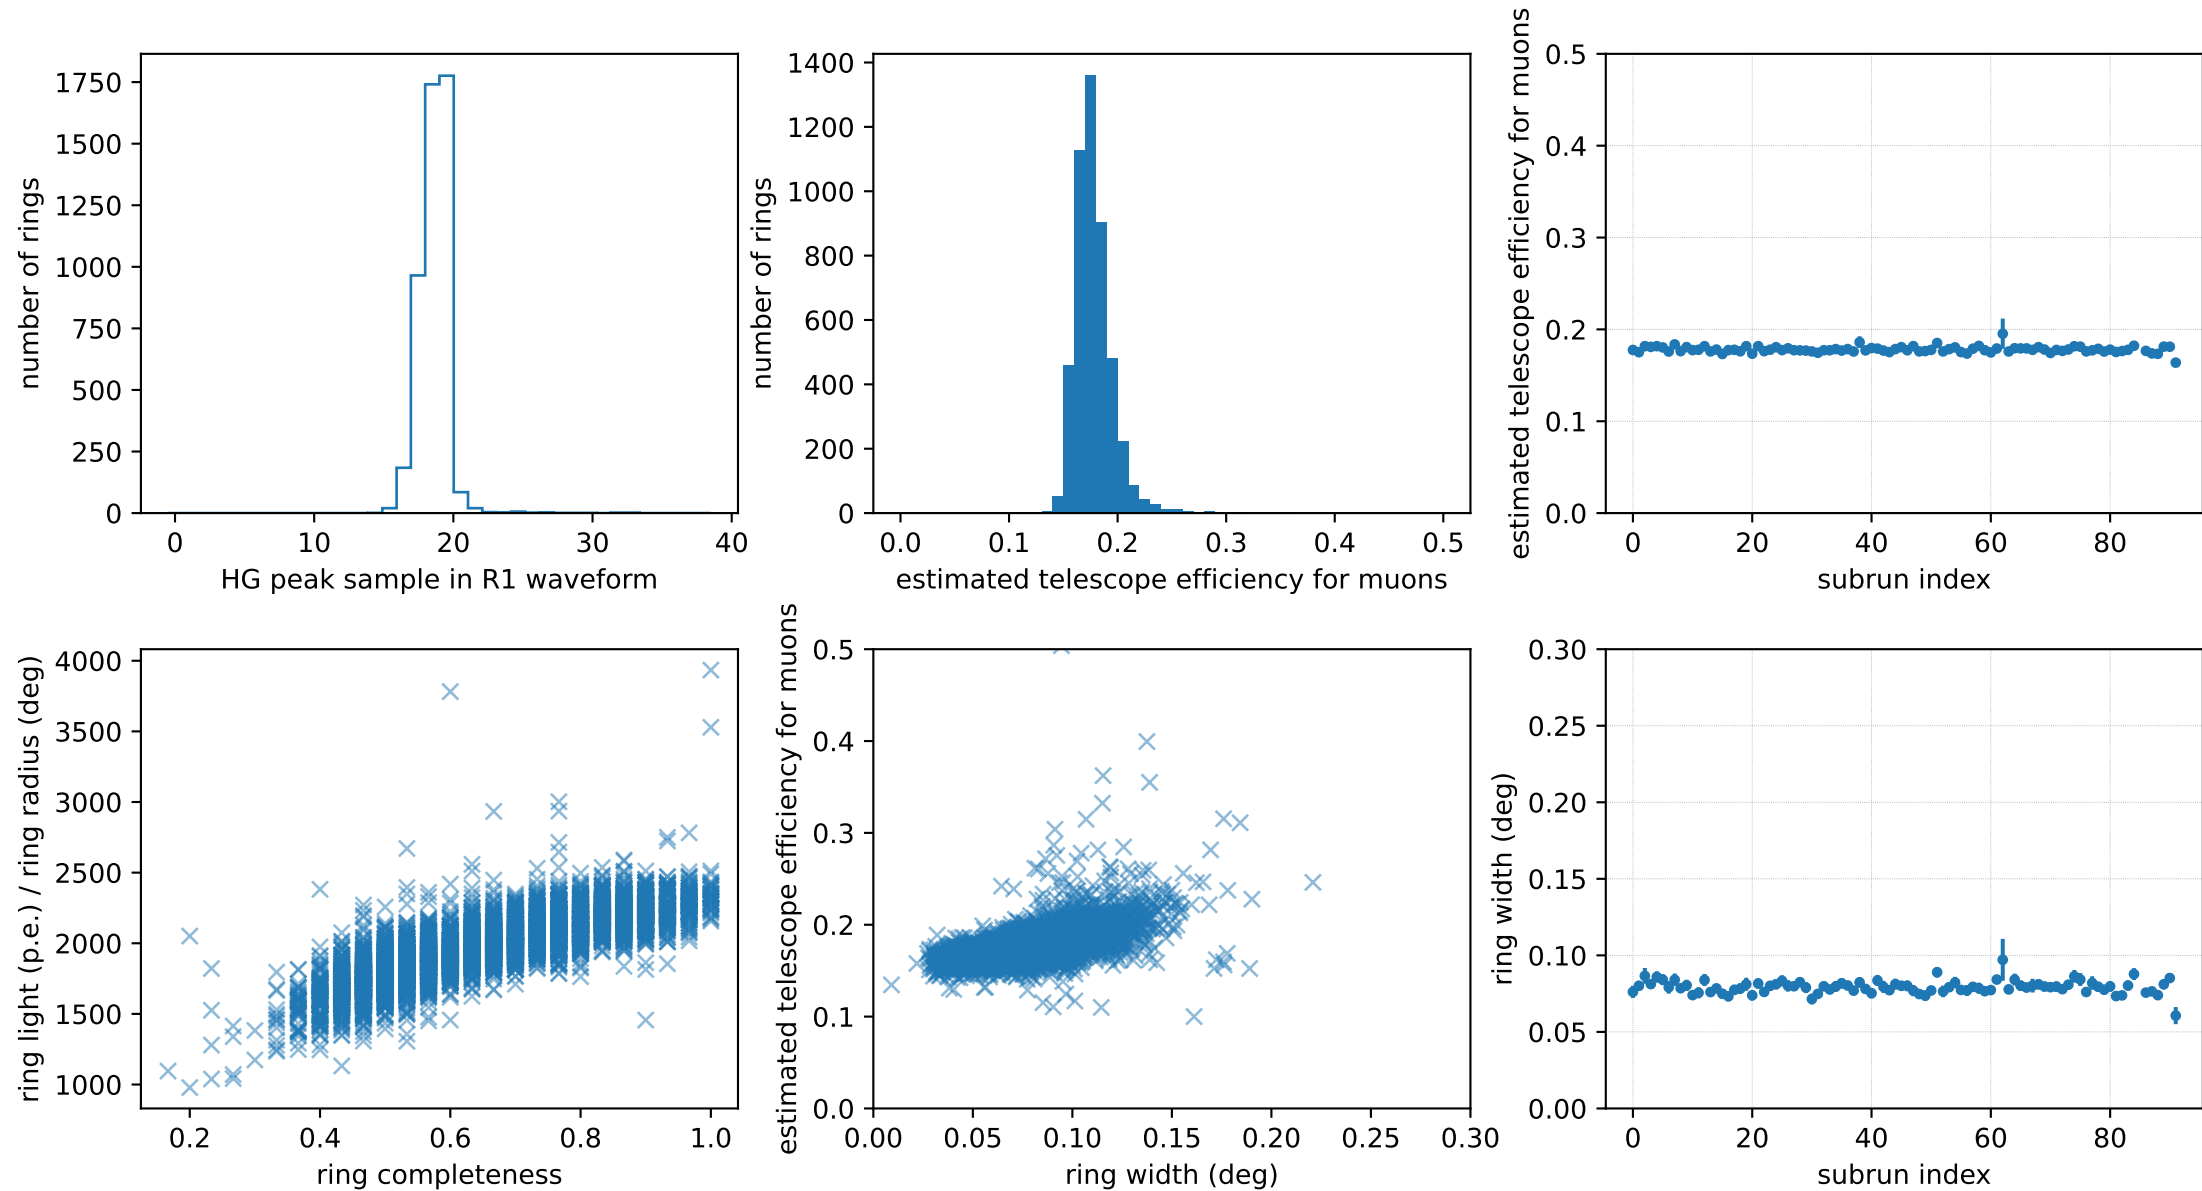 number of rings
1750
1500
1250
1000
750
500
250
0
0 10 20 30 40
HG peak sample in R1 waveform
number of rings
1400
1200
1000
800
600
400
200
0
0.0 0.1 0.2 0.3 0.4 0.5
estimated telescope efficiency for muons
estimated telescope efficiency for muons
0.5
0.4
0.3
0.2
0.1
0.0
0 20 40 60 80
subrun index
ring light (p.e.) / ring radius (deg)
4000
3500
3000
2500
2000
1500
1000
0.2 0.4 0.6 0.8 1.0
ring completeness
estimated telescope efficiency for muons
0.5
0.4
0.3
0.2
0.1
0.0
0.00 0.05 0.10 0.15 0.20 0.25 0.30
ring width (deg)
ring width (deg)
0.30
0.25
0.20
0.15
0.10
0.05
0.00
0 20 40 60 80
subrun index